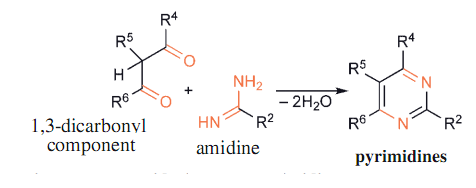 R⁴
R⁵
O
H
R⁶
O
+
NH₂
HN
R²
– 2H₂O
R⁴
R⁵
N
R⁶
N
R²
1,3-dicarbonyl
component
amidine
pyrimidines